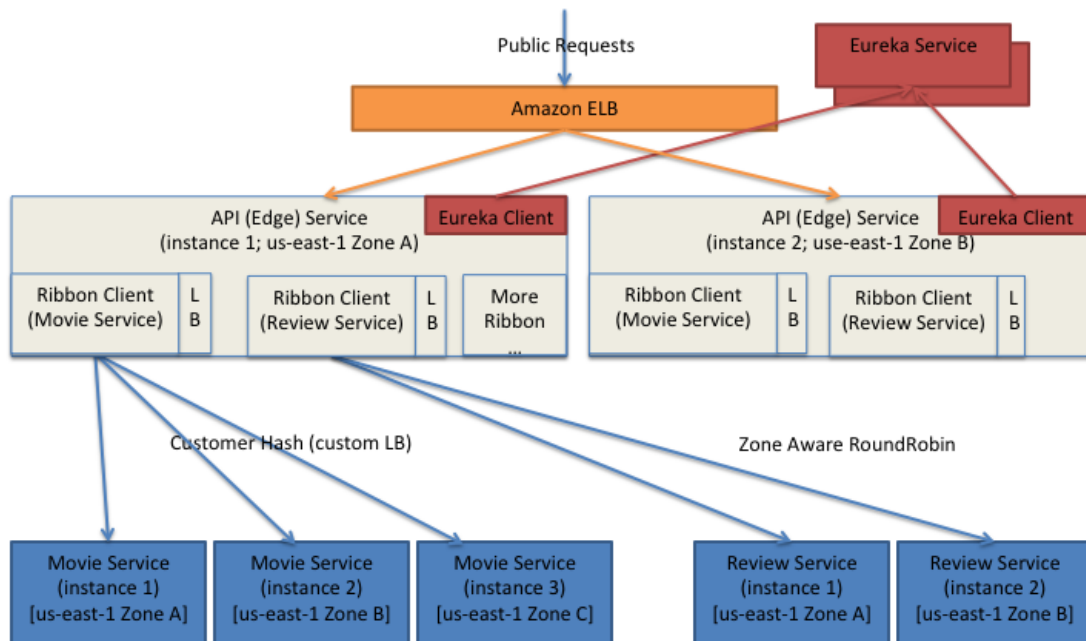 Public Requests
Eureka Service
Amazon ELB
API (Edge) Service
(instance 1; us-east-1 Zone A)
Eureka Client
Ribbon Client
(Movie Service)
L
B
Ribbon Client
(Review Service)
L
B
More
Ribbon
...
API (Edge) Service
(instance 2; use-east-1 Zone B)
Eureka Client
Ribbon Client
(Movie Service)
L
B
Ribbon Client
(Review Service)
L
B
Customer Hash (custom LB)
Zone Aware RoundRobin
Movie Service
(instance 1)
[us-east-1 Zone A]
Movie Service
(instance 2)
[us-east-1 Zone B]
Movie Service
(instance 3)
[us-east-1 Zone C]
Review Service
(instance 1)
[us-east-1 Zone A]
Review Service
(instance 2)
[us-east-1 Zone B]